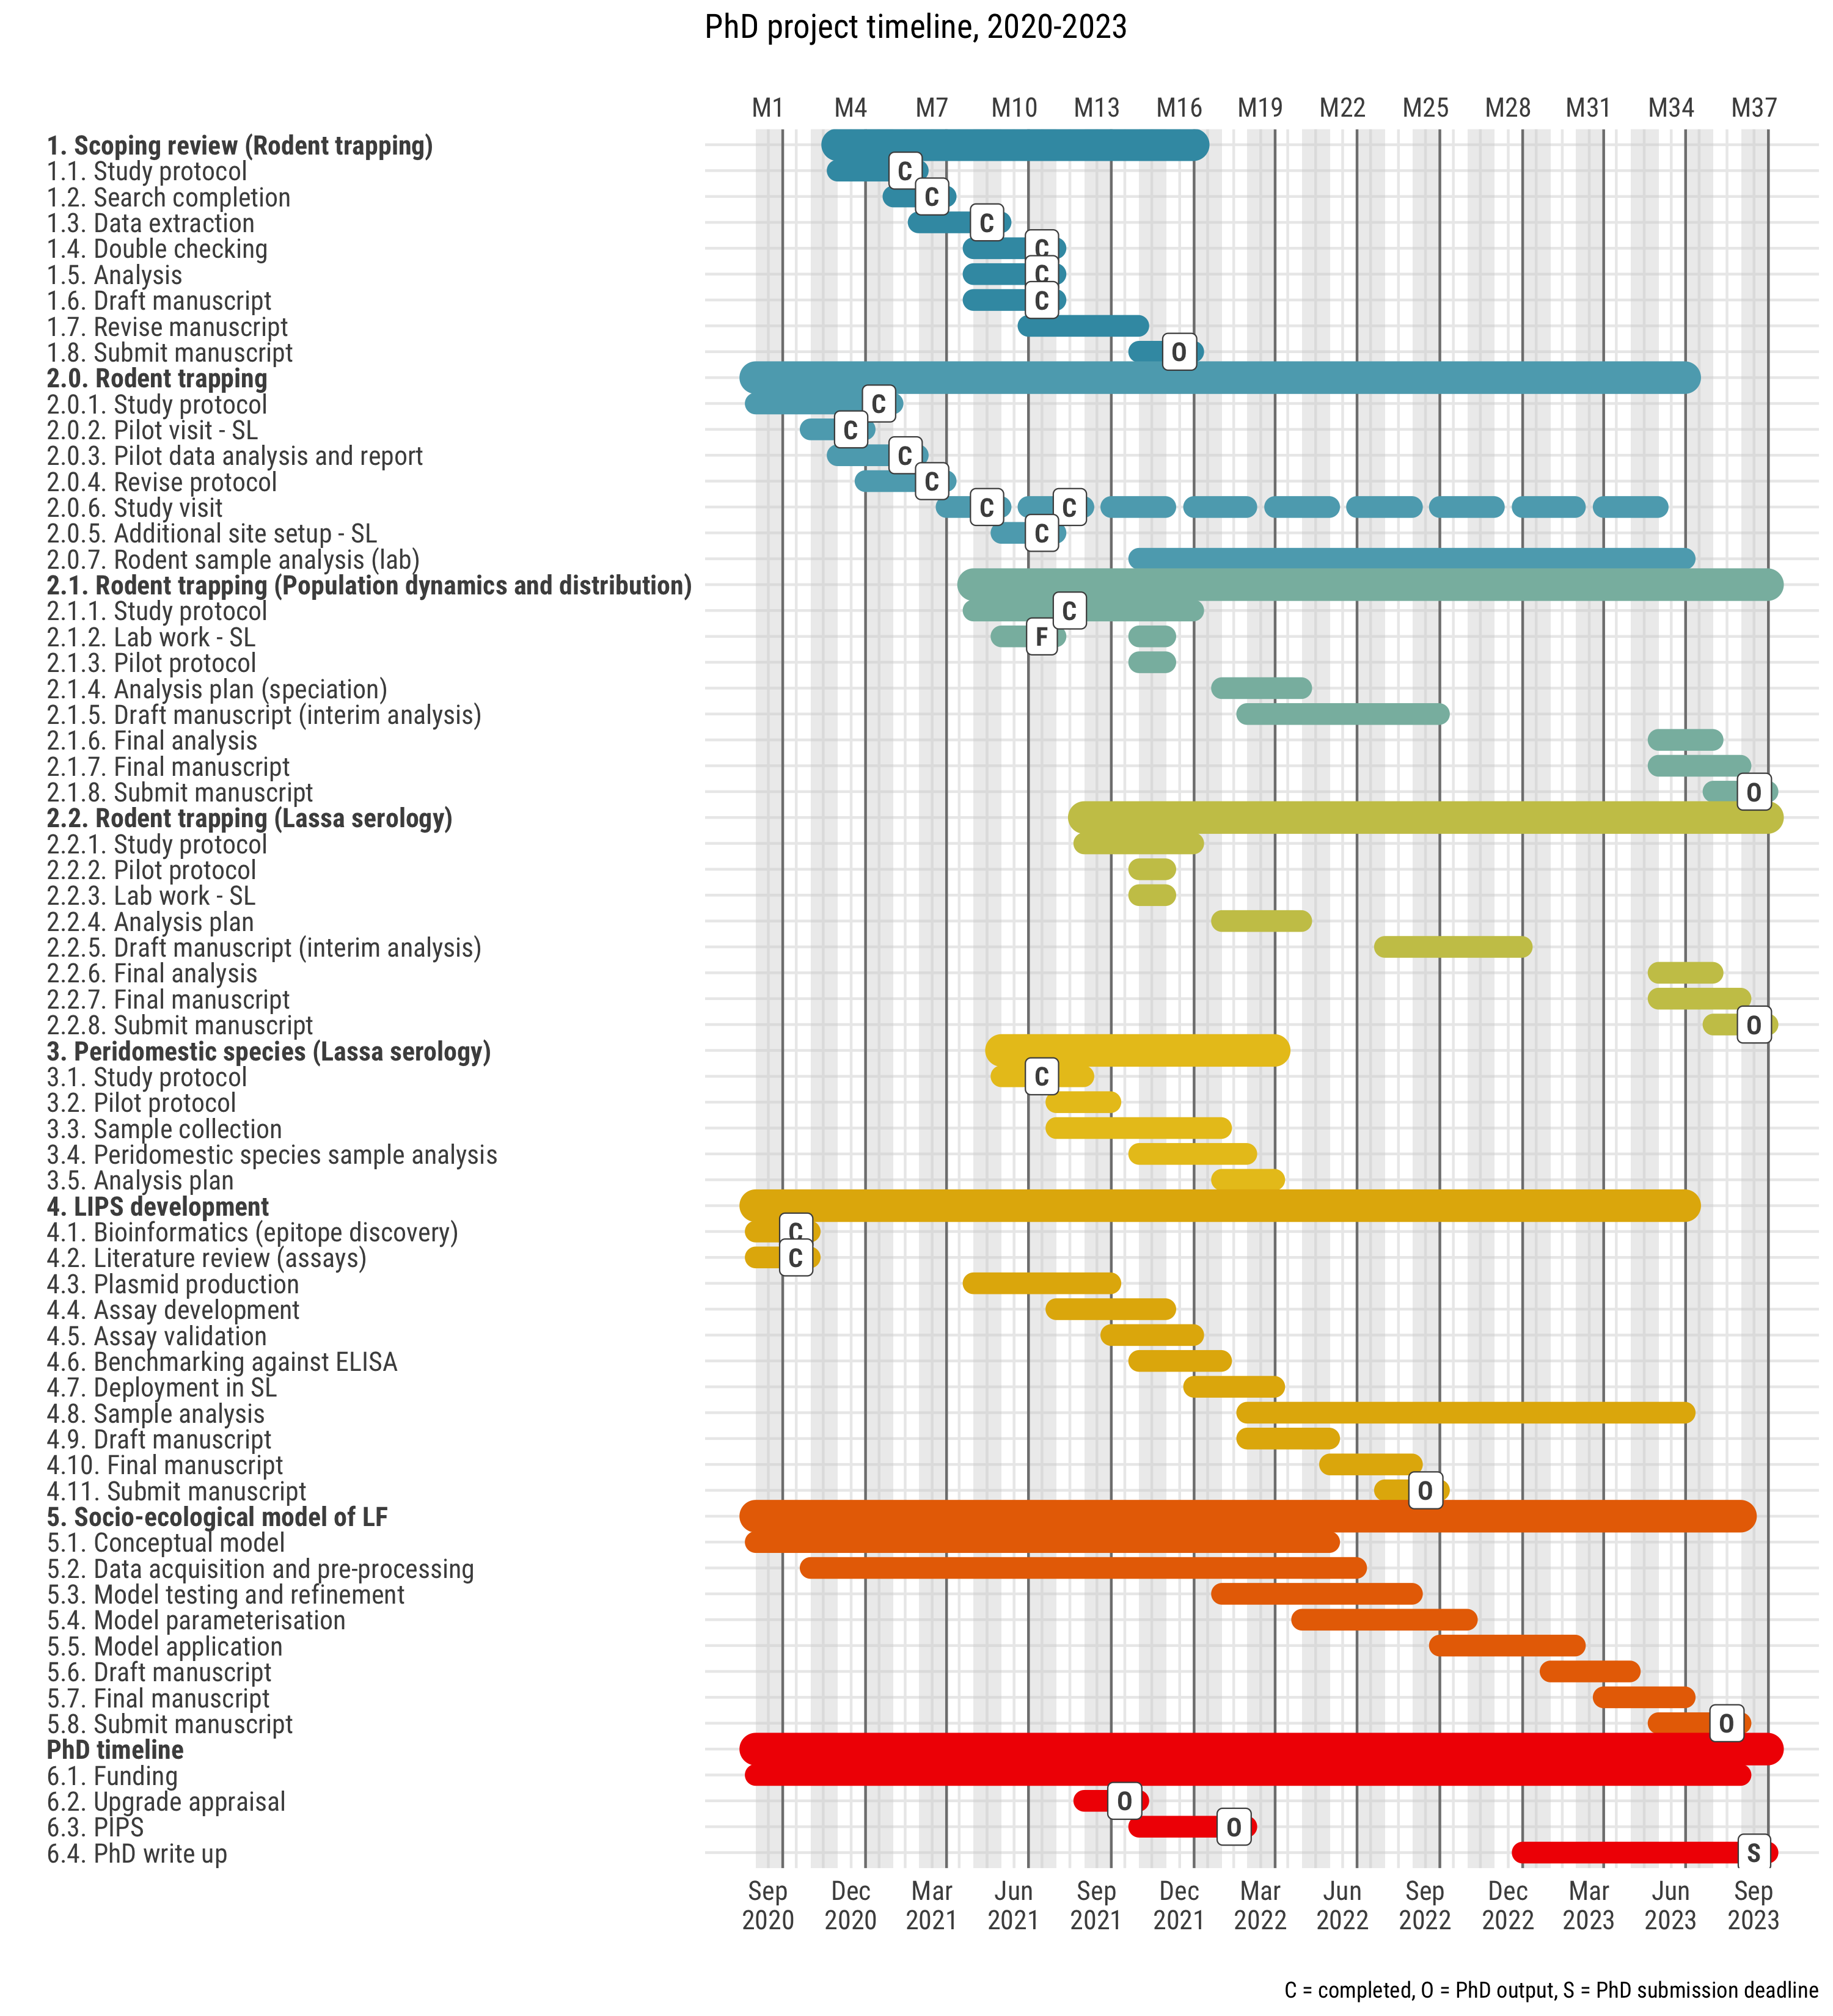 PhD project timeline, 2020-2023
M1 M4 M7 M10 M13 M16 M19 M22 M25 M28 M31 M34 M37
1. Scoping review (Rodent trapping)
1.1. Study protocol C
1.2. Search completion C
1.3. Data extraction C
1.4. Double checking C
1.5. Analysis C
1.6. Draft manuscript C
1.7. Revise manuscript
1.8. Submit manuscript O
2.0. Rodent trapping
2.0.1. Study protocol C
2.0.2. Pilot visit - SL C
2.0.3. Pilot data analysis and report C
2.0.4. Revise protocol C
2.0.6. Study visit C C
2.0.5. Additional site setup - SL C
2.0.7. Rodent sample analysis (lab)
2.1. Rodent trapping (Population dynamics and distribution)
2.1.1. Study protocol C
2.1.2. Lab work - SL F
2.1.3. Pilot protocol
2.1.4. Analysis plan (speciation)
2.1.5. Draft manuscript (interim analysis)
2.1.6. Final analysis
2.1.7. Final manuscript
2.1.8. Submit manuscript O
2.2. Rodent trapping (Lassa serology)
2.2.1. Study protocol
2.2.2. Pilot protocol
2.2.3. Lab work - SL
2.2.4. Analysis plan
2.2.5. Draft manuscript (interim analysis)
2.2.6. Final analysis
2.2.7. Final manuscript
2.2.8. Submit manuscript O
3. Peridomestic species (Lassa serology)
3.1. Study protocol C
3.2. Pilot protocol
3.3. Sample collection
3.4. Peridomestic species sample analysis
3.5. Analysis plan
4. LIPS development
4.1. Bioinformatics (epitope discovery) C
4.2. Literature review (assays) C
4.3. Plasmid production
4.4. Assay development
4.5. Assay validation
4.6. Benchmarking against ELISA
4.7. Deployment in SL
4.8. Sample analysis
4.9. Draft manuscript
4.10. Final manuscript
4.11. Submit manuscript O
5. Socio-ecological model of LF
5.1. Conceptual model
5.2. Data acquisition and pre-processing
5.3. Model testing and refinement
5.4. Model parameterisation
5.5. Model application
5.6. Draft manuscript
5.7. Final manuscript
5.8. Submit manuscript O
PhD timeline
6.1. Funding
6.2. Upgrade appraisal O
6.3. PIPS O
6.4. PhD write up S
Sep Dec Mar Jun Sep Dec Mar Jun Sep Dec Mar Jun Sep
2020 2020 2021 2021 2021 2021 2022 2022 2022 2022 2023 2023 2023
C = completed, O = PhD output, S = PhD submission deadline